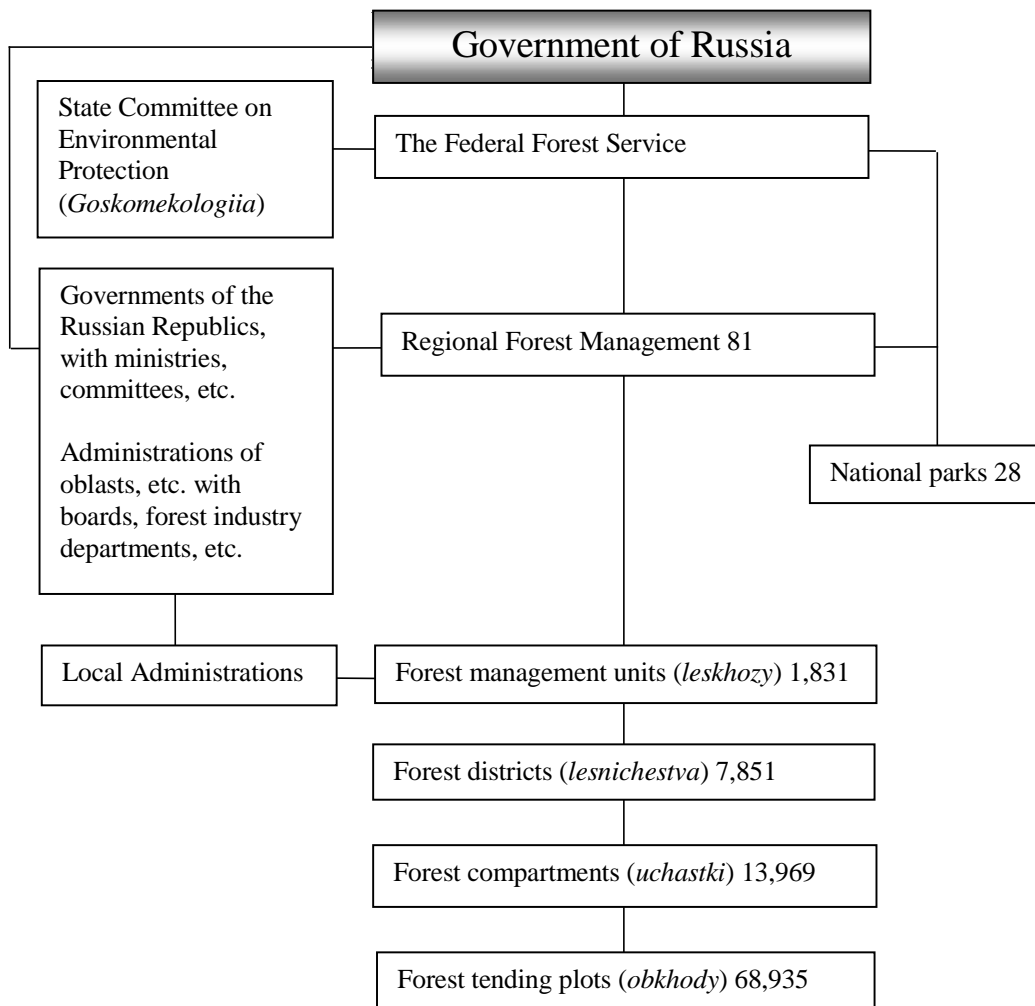 Government of Russia
State Committee on
Environmental
Protection
(Goskomekologiia)
The Federal Forest Service
Governments of the
Russian Republics,
with ministries,
committees, etc.
Administrations of
oblasts, etc. with
boards, forest industry
departments, etc.
Regional Forest Management 81
National parks 28
Local Administrations
Forest management units (leskhozy) 1,831
Forest districts (lesnichestva) 7,851
Forest compartments (uchastki) 13,969
Forest tending plots (obkhody) 68,935